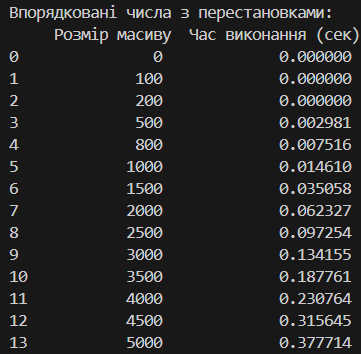 Впорядковані числа з перестановками:
Розмір масиву Час виконання (сек)
0 0 0.000000
1 100 0.000000
2 200 0.000000
3 500 0.002981
4 800 0.007516
5 1000 0.014610
6 1500 0.035058
7 2000 0.062327
8 2500 0.097254
9 3000 0.134155
10 3500 0.187761
11 4000 0.230764
12 4500 0.315645
13 5000 0.377714